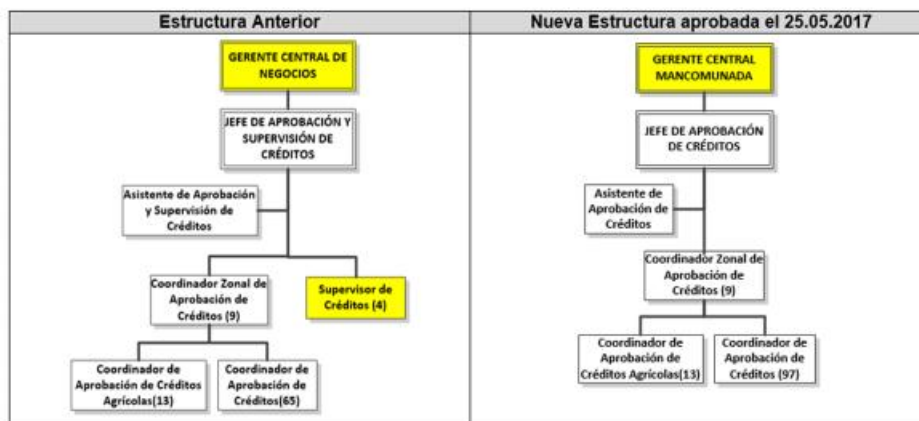 Estructura Anterior
GERENTE CENTRAL DE
NEGOCIOS
JEFE DE APROBACIÓN Y
SUPERVISIÓN DE
CRÉDITOS
Asistente de Aprobación
y Supervisión de
Créditos
Coordinador Zonal de
Aprobación de
Créditos (9)
Supervisor de
Créditos (4)
Coordinador de
Aprobación de Créditos
Agrícolas(13)
Coordinador de
Aprobación de
Créditos(65)
Nueva Estructura aprobada el 25.05.2017
GERENTE CENTRAL
MANCOMUNADA
JEFE DE APROBACIÓN
DE CRÉDITOS
Asistente de
Aprobación de
Créditos
Coordinador Zonal de
Aprobación de
Créditos (9)
Coordinador de
Aprobación de
Créditos Agrícolas(13)
Coordinador de
Aprobación de
Créditos (97)